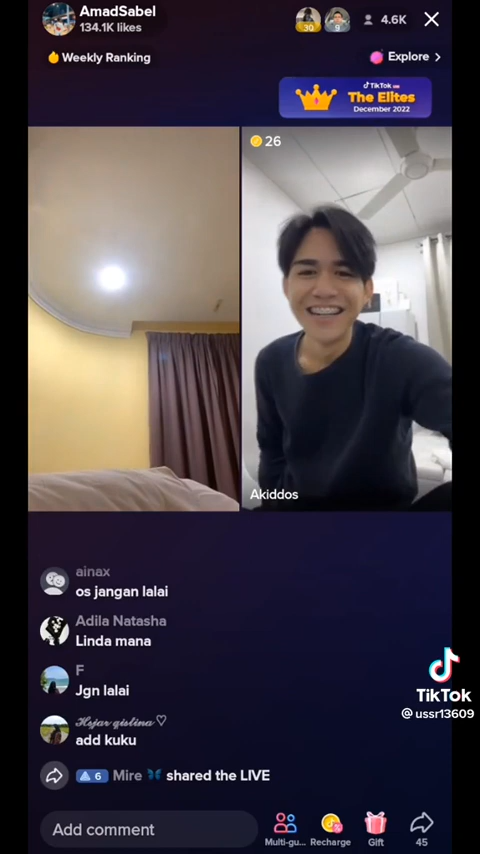 AmadSabel
134.1K likes
30
9
4.6K
Weekly Ranking
Explore
TikTok
The Elites
December 2022
26
Akiddos
ainax
os jangan lalai
Adila Natasha
Linda mana
F
Jgn lalai
𝓗𝓼𝓳𝓪𝓻 𝓺𝓲𝓼𝓵𝓲𝓷𝓪♡
add kuku
6 Mire 🦋 shared the LIVE
TikTok
@ ussr13609
Add comment
Multi-gu...
Recharge
Gift
45